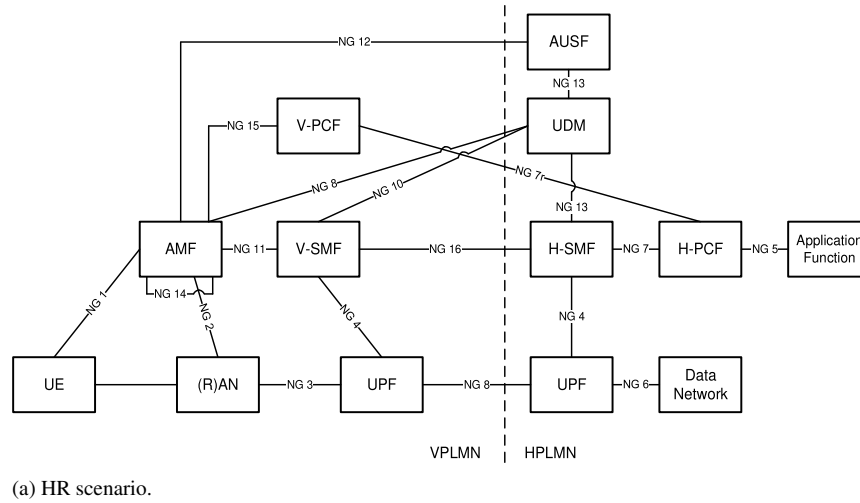 NG 12
AUSF
NG 13
NG 15
V-PCF
UDM
NG 8
NG 10
NG 7r
NG 13
AMF
NG 11
V-SMF
NG 16
H-SMF
NG 7
H-PCF
NG 5
Application
Function
NG 14
NG 1
NG 2
NG 4
NG 4
UE
(R)AN
NG 3
UPF
NG 8
UPF
NG 6
Data
Network
VPLMN
HPLMN
(a) HR scenario.